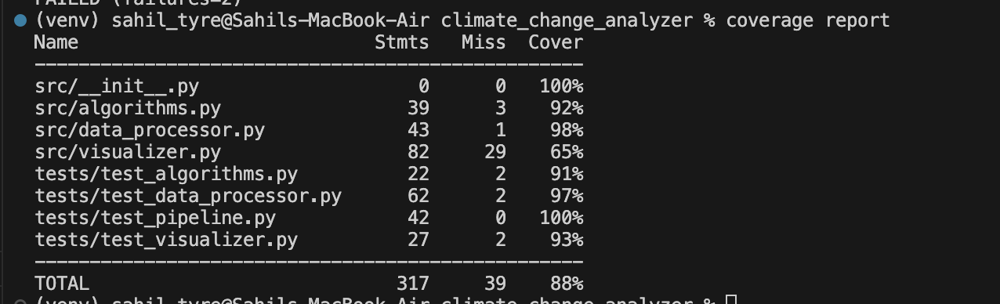 FAILED (failures=2)
(venv) sahil_tyre@Sahils-MacBook-Air climate_change_analyzer % coverage report
Name                             Stmts   Miss  Cover
----------------------------------------------------
src/__init__.py                      0      0   100%
src/algorithms.py                   39      3    92%
src/data_processor.py               43      1    98%
src/visualizer.py                   82     29    65%
tests/test_algorithms.py            22      2    91%
tests/test_data_processor.py        62      2    97%
tests/test_pipeline.py              42      0   100%
tests/test_visualizer.py            27      2    93%
----------------------------------------------------
TOTAL                              317     39    88%
(venv) sahil_tyre@Sahils-MacBook-Air climate_change_analyzer %